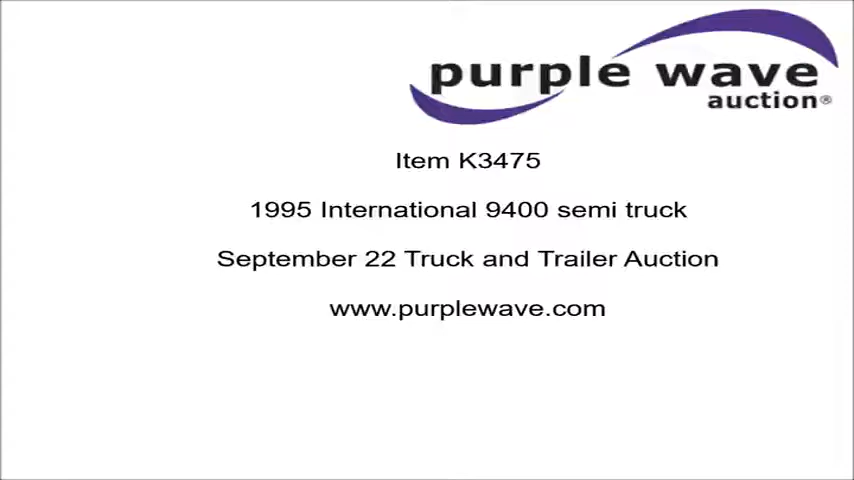 purple wave
auction®
Item K3475
1995 International 9400 semi truck
September 22 Truck and Trailer Auction
www.purplewave.com